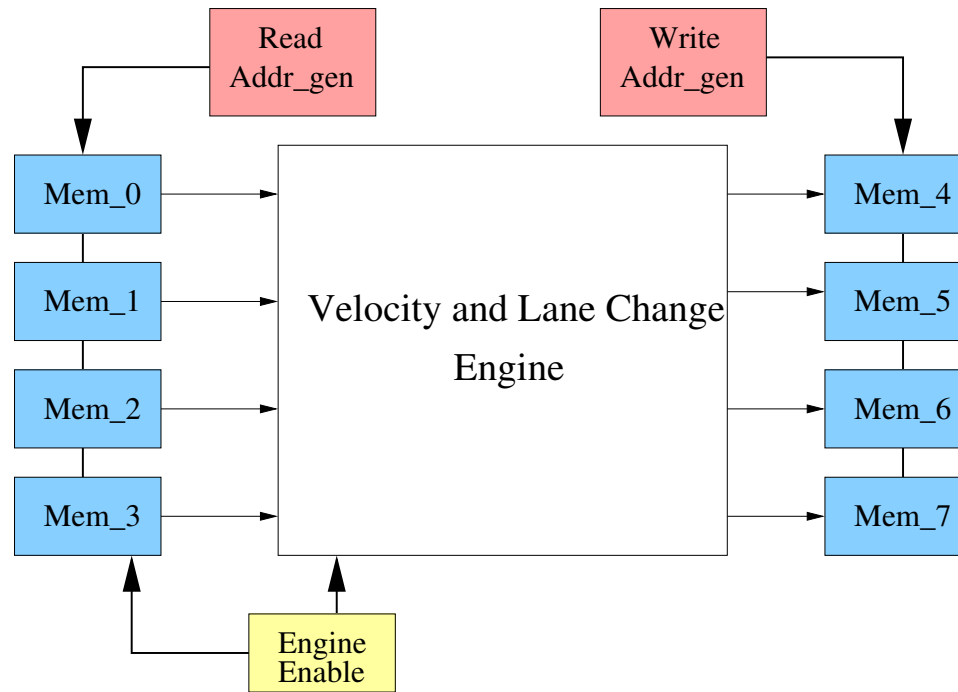 Read
Addr_gen
Write
Addr_gen
Mem_0
Mem_4
Mem_1
Mem_5
Velocity and Lane Change
Engine
Mem_2
Mem_6
Mem_3
Mem_7
Engine
Enable